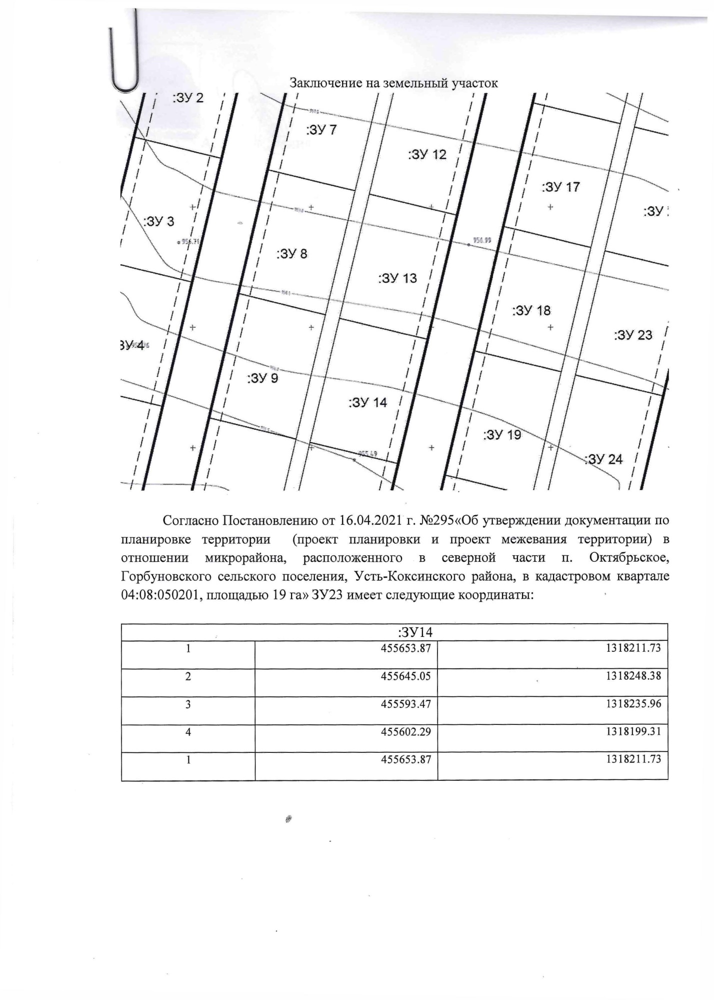 Заключение на земельный участок
:ЗУ 2
:ЗУ 7
:ЗУ 12
:ЗУ 17
:ЗУ
:ЗУ 3
956.71
956.99
:ЗУ 8
:ЗУ 13
:ЗУ 18
:ЗУ 23
ЗУ 4
:ЗУ 9
:ЗУ 14
:ЗУ 19
955.49
:ЗУ 24
Согласно Постановлению от 16.04.2021 г. №295«Об утверждении документации по
планировке территории (проект планировки и проект межевания территории) в
отношении микрорайона, расположенного в северной части п. Октябрьское,
Горбуновского сельского поселения, Усть-Коксинского района, в кадастровом квартале
04:08:050201, площадью 19 га» ЗУ23 имеет следующие координаты:
:ЗУ14
1 455653.87 1318211.73
2 455645.05 1318248.38
3 455593.47 1318235.96
4 455602.29 1318199.31
1 455653.87 1318211.73